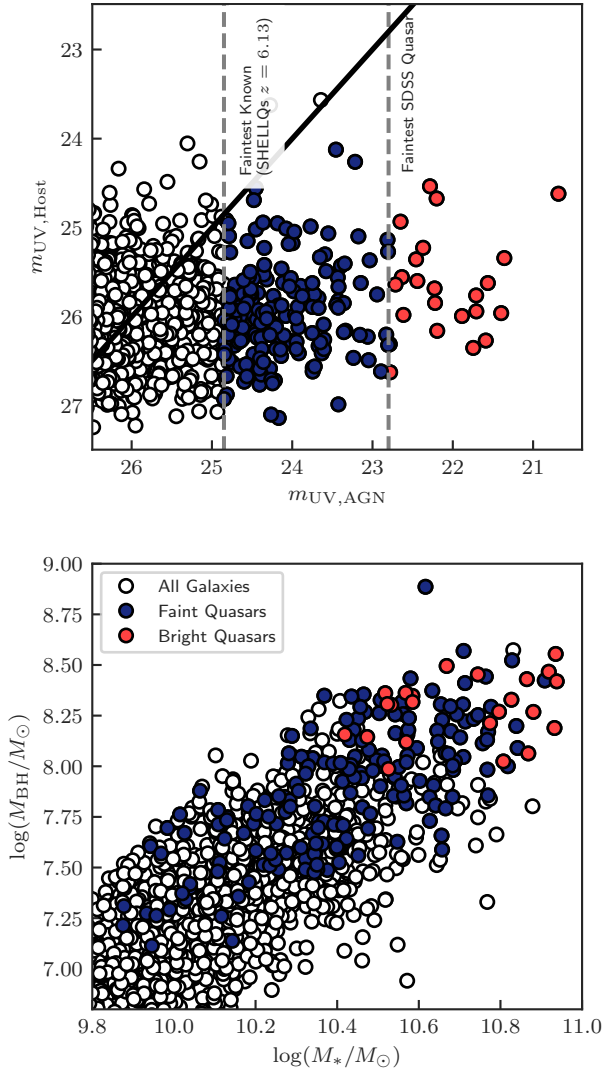 23
24
25
26
27
m_UV,Host
Faintest Known
(SHELLQs, z = 6.13)
Faintest SDSS Quasar
26 25 24 23 22 21
m_UV,AGN
9.00
8.75
8.50
8.25
8.00
7.75
7.50
7.25
7.00
log(M_BH/M_⊙)
All Galaxies
Faint Quasars
Bright Quasars
9.8 10.0 10.2 10.4 10.6 10.8 11.0
log(M_*/M_⊙)